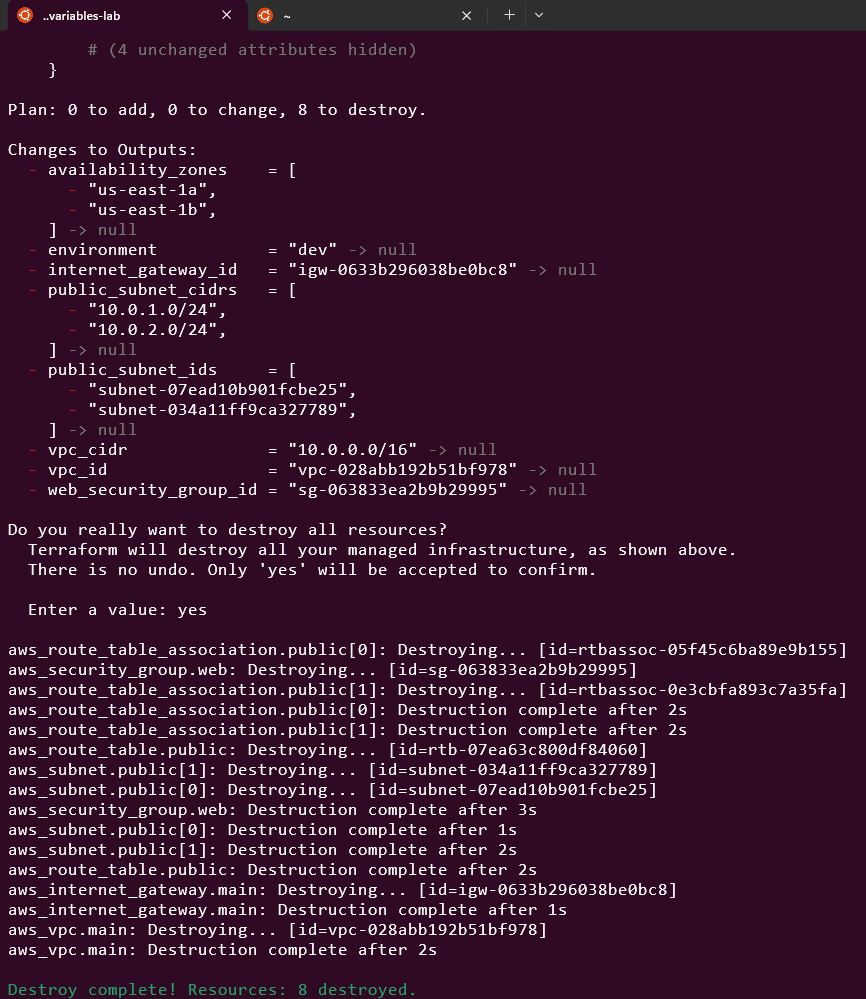 ..variables-lab
~
# (4 unchanged attributes hidden)
}
Plan: 0 to add, 0 to change, 8 to destroy.
Changes to Outputs:
- availability_zones    = [
- "us-east-1a",
- "us-east-1b",
] -> null
- environment           = "dev" -> null
- internet_gateway_id   = "igw-0633b296038be0bc8" -> null
- public_subnet_cidrs   = [
- "10.0.1.0/24",
- "10.0.2.0/24",
] -> null
- public_subnet_ids     = [
- "subnet-07ead10b901fcbe25",
- "subnet-034a11ff9ca327789",
] -> null
- vpc_cidr              = "10.0.0.0/16" -> null
- vpc_id                = "vpc-028abb192b51bf978" -> null
- web_security_group_id = "sg-063833ea2b9b29995" -> null
Do you really want to destroy all resources?
Terraform will destroy all your managed infrastructure, as shown above.
There is no undo. Only 'yes' will be accepted to confirm.
Enter a value: yes
aws_route_table_association.public[0]: Destroying... [id=rtbassoc-05f45c6ba89e9b155]
aws_security_group.web: Destroying... [id=sg-063833ea2b9b29995]
aws_route_table_association.public[1]: Destroying... [id=rtbassoc-0e3cbfa893c7a35fa]
aws_route_table_association.public[0]: Destruction complete after 2s
aws_route_table_association.public[1]: Destruction complete after 2s
aws_route_table.public: Destroying... [id=rtb-07ea63c800df84060]
aws_subnet.public[1]: Destroying... [id=subnet-034a11ff9ca327789]
aws_subnet.public[0]: Destroying... [id=subnet-07ead10b901fcbe25]
aws_security_group.web: Destruction complete after 3s
aws_subnet.public[0]: Destruction complete after 1s
aws_subnet.public[1]: Destruction complete after 2s
aws_route_table.public: Destruction complete after 2s
aws_internet_gateway.main: Destroying... [id=igw-0633b296038be0bc8]
aws_internet_gateway.main: Destruction complete after 1s
aws_vpc.main: Destroying... [id=vpc-028abb192b51bf978]
aws_vpc.main: Destruction complete after 2s
Destroy complete! Resources: 8 destroyed.